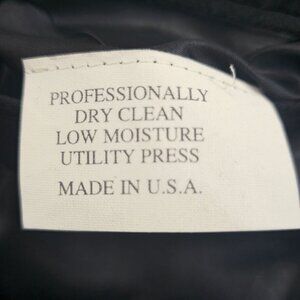 PROFESSIONALLY
DRY CLEAN
LOW MOISTURE
UTILITY PRESS
MADE IN U.S.A.